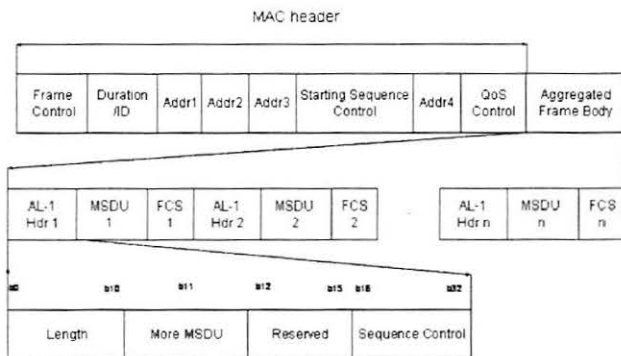 MAC header
Frame Control
Duration /ID
Addr1
Addr2
Addr3
Starting Sequence Control
Addr4
QoS Control
Aggregated Frame Body
AL-1 Hdr 1
MSDU 1
FCS 1
AL-1 Hdr 2
MSDU 2
FCS 2
AL-1 Hdr n
MSDU n
FCS n
b0
b10
b11
b12
b15
b16
b32
Length
More MSDU
Reserved
Sequence Control